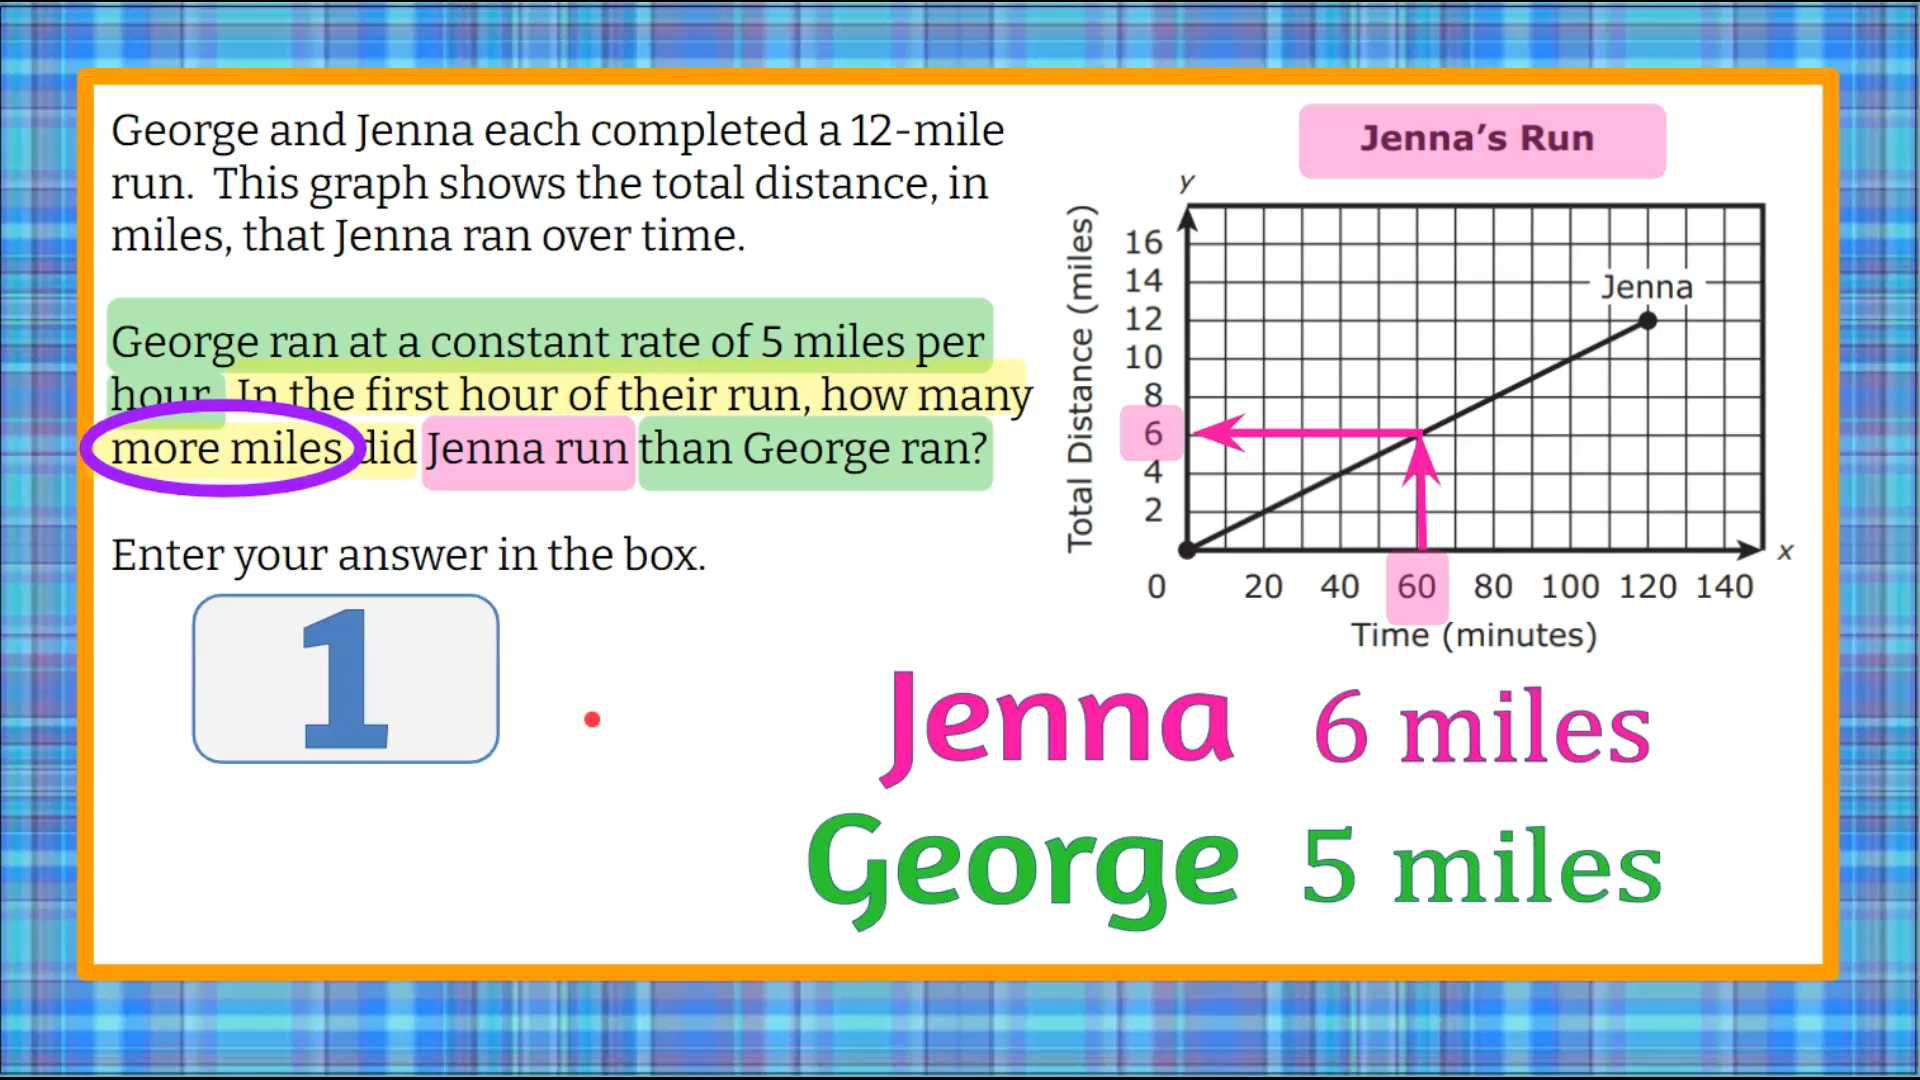 George and Jenna each completed a 12-mile
run. This graph shows the total distance, in
miles, that Jenna ran over time.
George ran at a constant rate of 5 miles per
hour. In the first hour of their run, how many
more miles did Jenna run than George ran?
Enter your answer in the box.
1
Jenna's Run
y
Total Distance (miles)
16
14
12
10
8
6
4
2
Jenna
x
0 20 40 60 80 100 120 140
Time (minutes)
Jenna 6 miles
George 5 miles